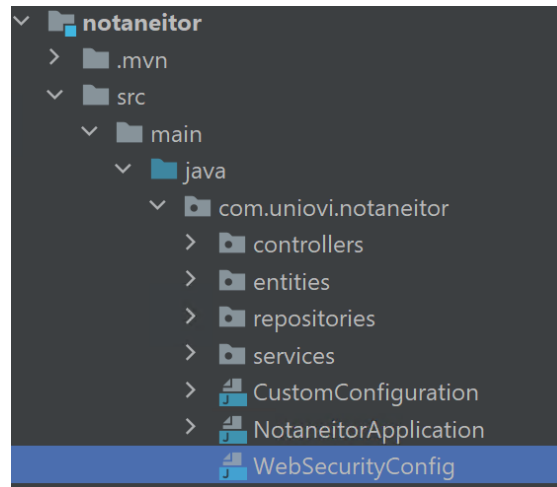 notaneitor
.mvn
src
main
java
com.uniovi.notaneitor
controllers
entities
repositories
services
CustomConfiguration
NotaneitorApplication
WebSecurityConfig